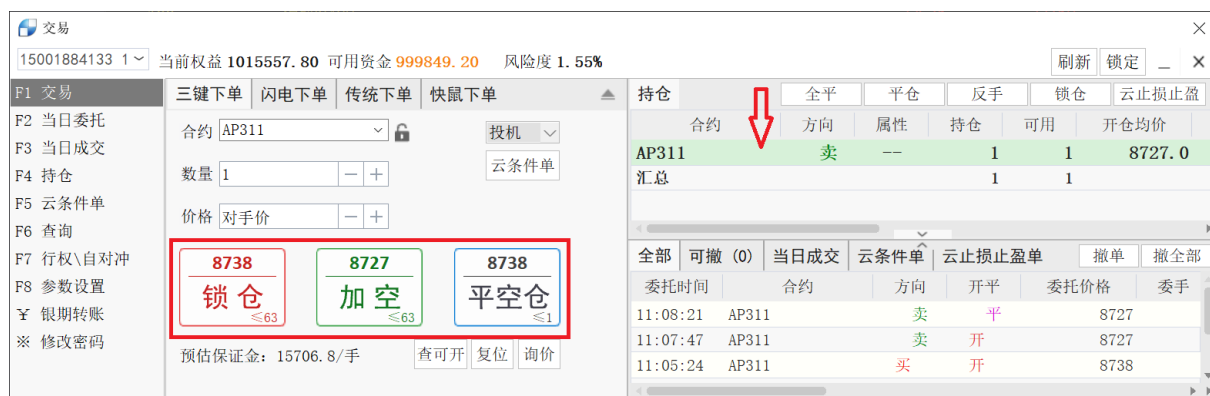 交易
15001884133 1 当前权益 1015557.80 可用资金 999849.20 风险度 1.55% 刷新 锁定
F1 交易
F2 当日委托
F3 当日成交
F4 持仓
F5 云条件单
F6 查询
F7 行权\自对冲
F8 参数设置
¥ 银期转账
※ 修改密码
三键下单 闪电下单 传统下单 快鼠下单
合约 AP311 投机
数量 1 云条件单
价格 对手价
8738 8727 8738
锁仓 加空 平空仓
≤63 ≤63 ≤1
预估保证金: 15706.8/手 查可开 复位 询价
持仓 全平 平仓 反手 锁仓 云止损止盈
合约 方向 属性 持仓 可用 开仓均价
AP311 卖 -- 1 1 8727.0
汇总 1 1
全部 可撤 (0) 当日成交 云条件单 云止损止盈单 撤单 撤全部
委托时间 合约 方向 开平 委托价格 委手
11:08:21 AP311 卖 平 8727
11:07:47 AP311 卖 开 8727
11:05:24 AP311 买 开 8738